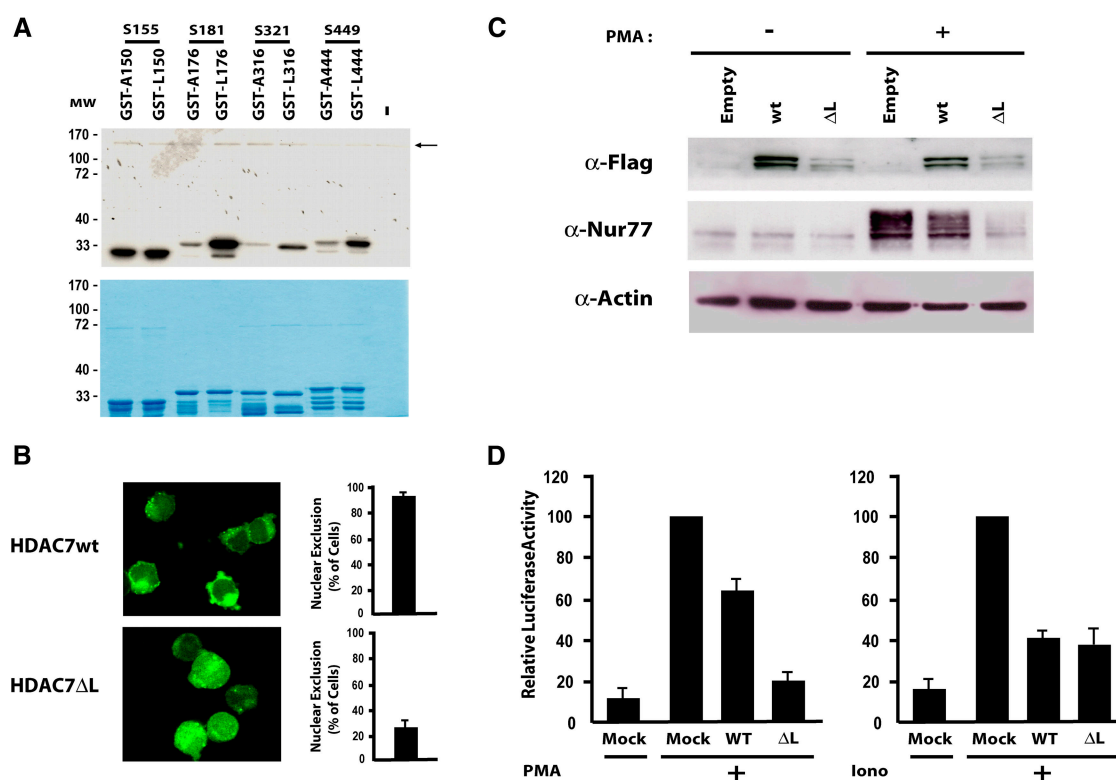 A
S155 S181 S321 S449
GST-A150 GST-L150 GST-A176 GST-L176 GST-A316 GST-L316 GST-A444 GST-L444 -
MW
170 -
100 -
72 -
40 -
33 -
170 -
100 -
72 -
40 -
33 -
C
PMA : - +
Empty wt ΔL Empty wt ΔL
α-Flag
α-Nur77
α-Actin
B
HDAC7wt
Nuclear Exclusion
(% of Cells)
100
80
60
40
20
0
HDAC7ΔL
Nuclear Exclusion
(% of Cells)
100
80
60
40
20
0
D
Relative LuciferaseActivity
120
100
80
60
40
20
0
Mock Mock WT ΔL
PMA +
120
100
80
60
40
20
0
Mock Mock WT ΔL
Iono +